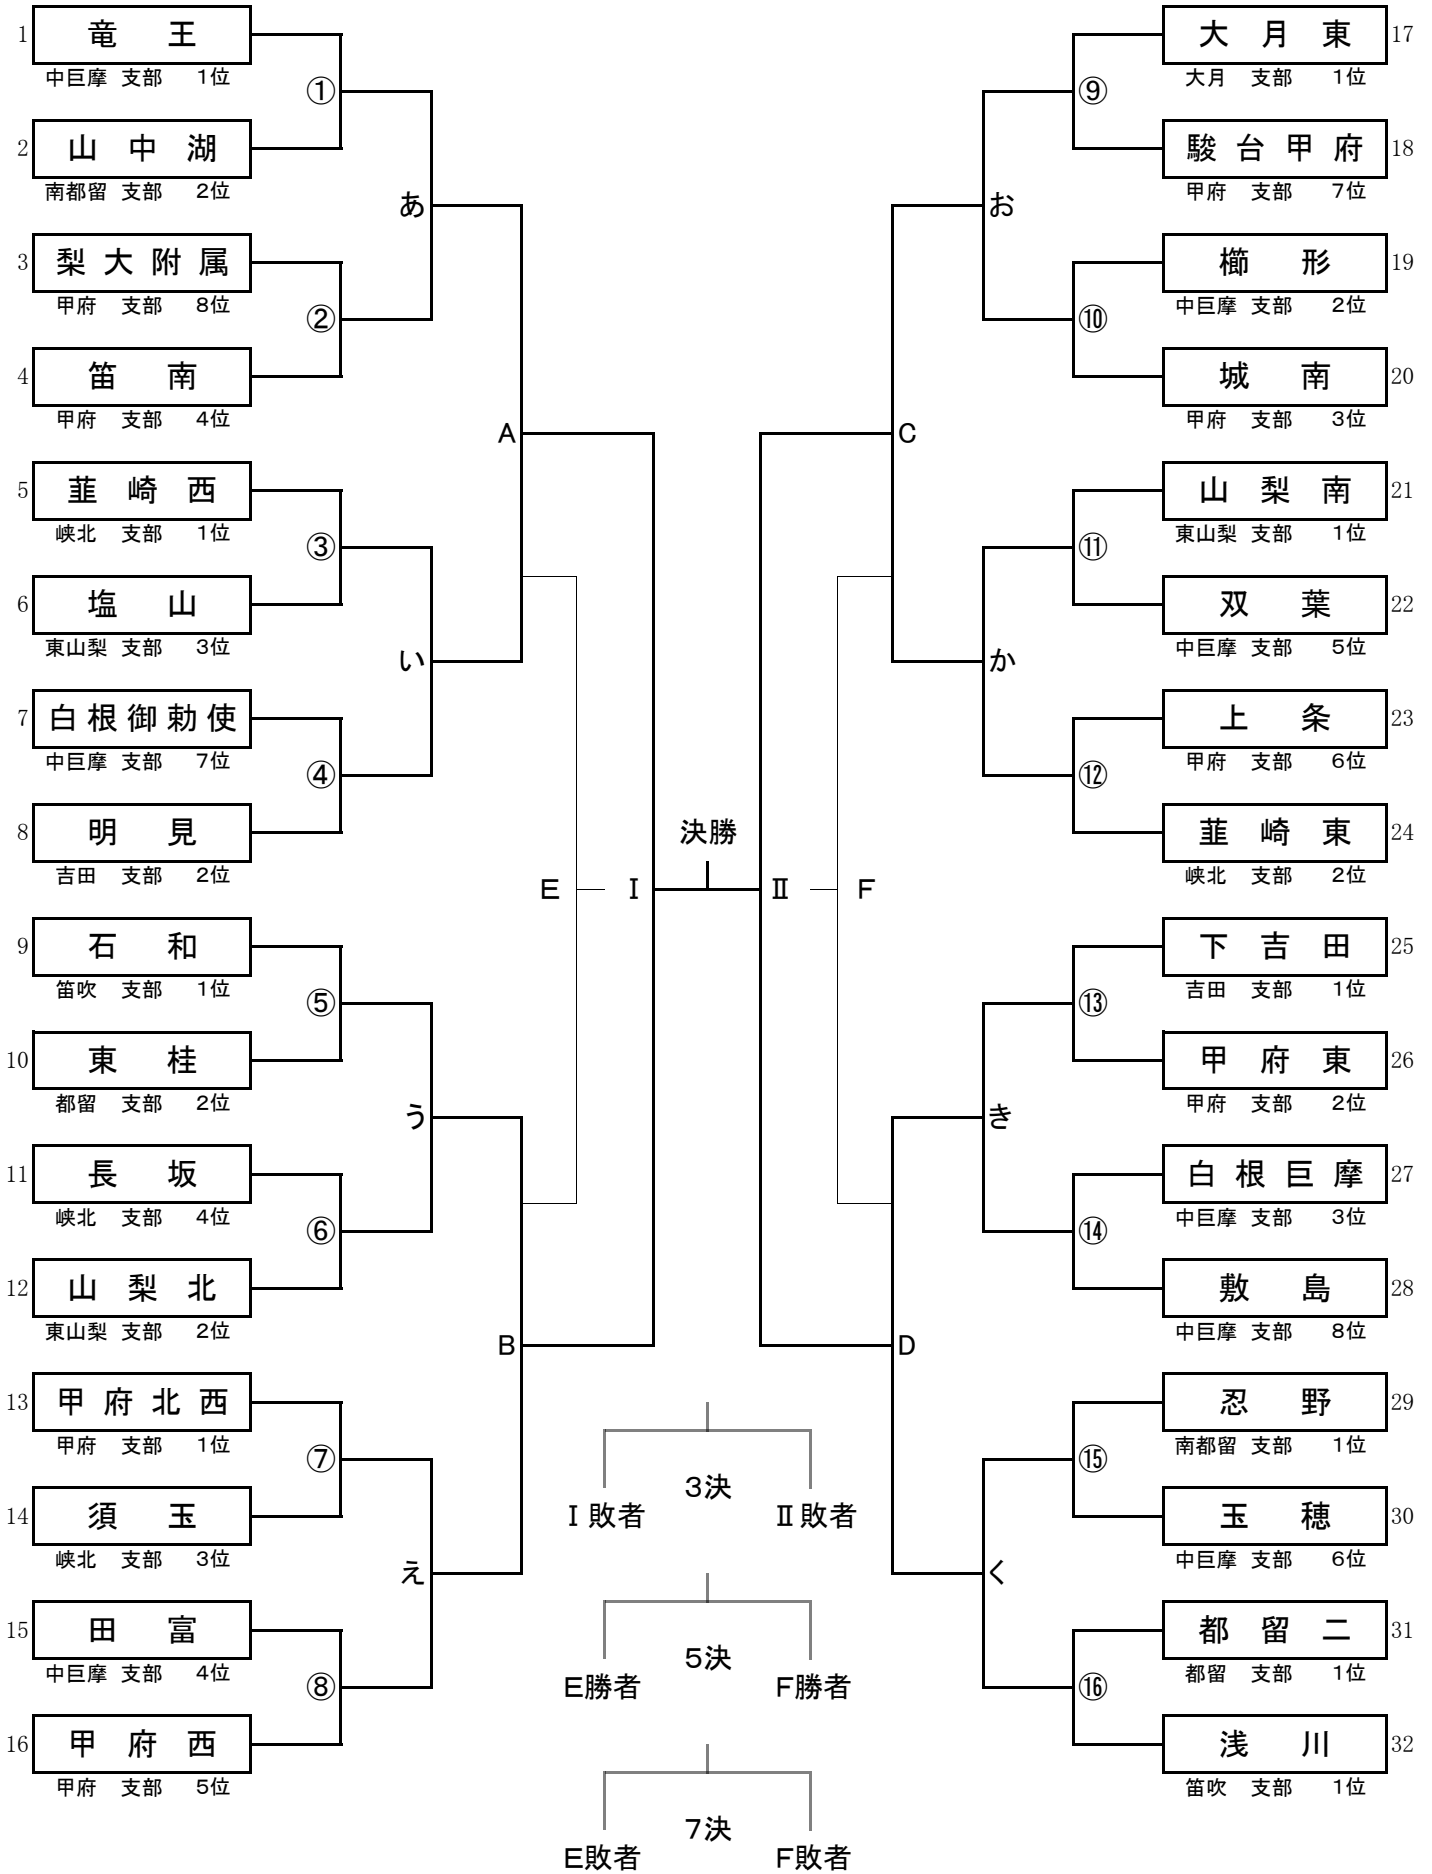 1 竜王
中巨摩 支部 1位
①
2 山中湖
南都留 支部 2位
あ
3 梨大附属
甲府 支部 8位
②
4 笛南
甲府 支部 4位
A
5 韮崎西
峡北 支部 1位
③
6 塩山
東山梨 支部 3位
い
7 白根御勅使
中巨摩 支部 7位
④
8 明見
吉田 支部 2位
9 石和
笛吹 支部 1位
⑤
10 東桂
都留 支部 2位
う
11 長坂
峡北 支部 4位
⑥
12 山梨北
東山梨 支部 2位
B
13 甲府北西
甲府 支部 1位
⑦
14 須玉
峡北 支部 3位
え
15 田富
中巨摩 支部 4位
⑧
16 甲府西
甲府 支部 5位
決勝
E Ⅰ Ⅱ F
3決
Ⅰ敗者 Ⅱ敗者
5決
E勝者 F勝者
7決
E敗者 F敗者
大月東 17
大月 支部 1位
⑨
駿台甲府 18
甲府 支部 7位
お
櫛形 19
中巨摩 支部 2位
⑩
城南 20
甲府 支部 3位
C
山梨南 21
東山梨 支部 1位
⑪
双葉 22
中巨摩 支部 5位
か
上条 23
甲府 支部 6位
⑫
韮崎東 24
峡北 支部 2位
下吉田 25
吉田 支部 1位
⑬
甲府東 26
甲府 支部 2位
き
白根巨摩 27
中巨摩 支部 3位
⑭
敷島 28
中巨摩 支部 8位
D
忍野 29
南都留 支部 1位
⑮
玉穂 30
中巨摩 支部 6位
く
都留二 31
都留 支部 1位
⑯
浅川 32
笛吹 支部 1位